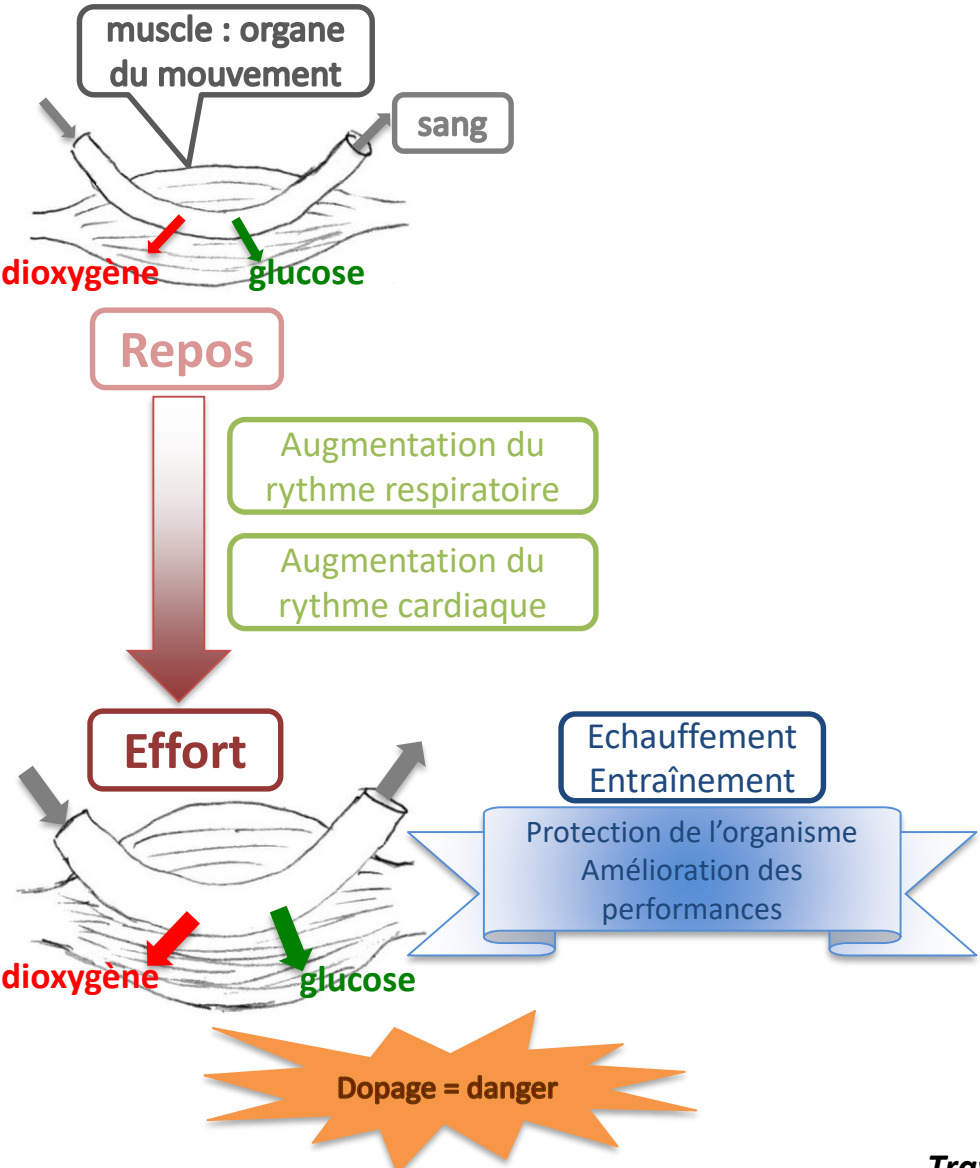 muscle : organe
du mouvement
sang
dioxygène
glucose
Repos
Augmentation du
rythme respiratoire
Augmentation du
rythme cardiaque
Effort
Echauffement
Entraînement
Protection de l’organisme
Amélioration des
performances
dioxygène
glucose
Dopage = danger